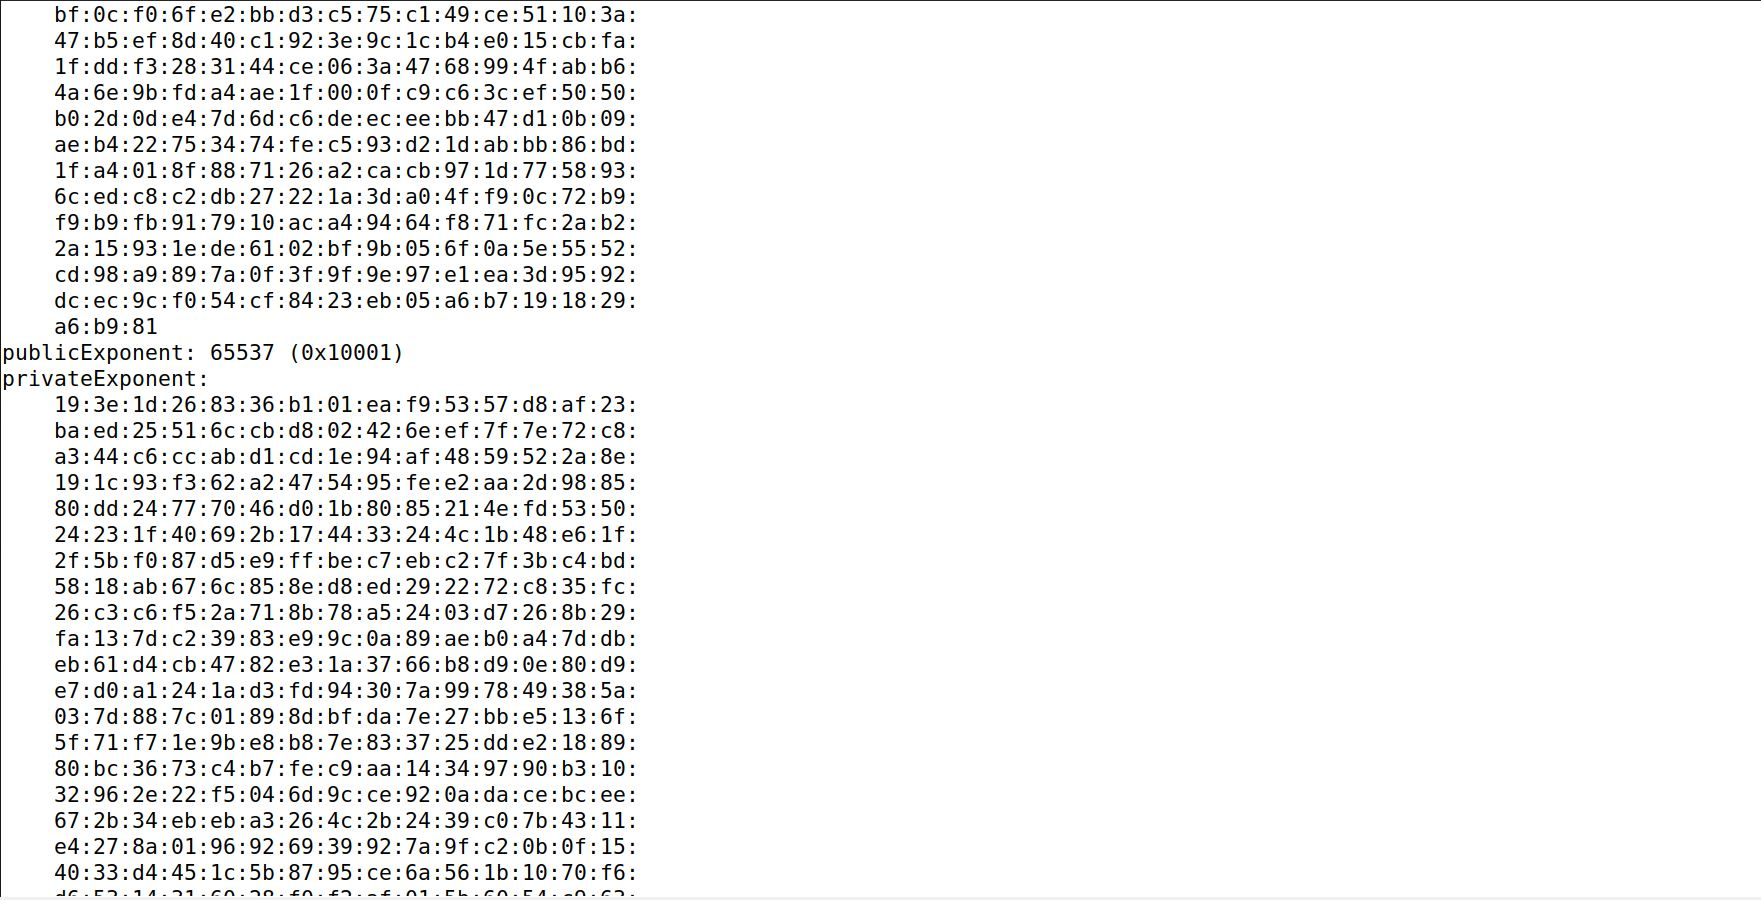 bf:0c:f0:6f:e2:bb:d3:c5:75:c1:49:ce:51:10:3a:
47:b5:ef:8d:40:c1:92:3e:9c:1c:b4:e0:15:cb:fa:
1f:dd:f3:28:31:44:ce:06:3a:47:68:99:4f:ab:b6:
4a:6e:9b:fd:a4:ae:1f:00:0f:c9:c6:3c:ef:50:50:
b0:2d:0d:e4:7d:6d:c6:de:ec:ee:bb:47:d1:0b:09:
ae:b4:22:75:34:74:fe:c5:93:d2:1d:ab:bb:86:bd:
1f:a4:01:8f:88:71:26:a2:ca:cb:97:1d:77:58:93:
6c:ed:c8:c2:db:27:22:1a:3d:a0:4f:f9:0c:72:b9:
f9:b9:fb:91:79:10:ac:a4:94:64:f8:71:fc:2a:b2:
2a:15:93:1e:de:61:02:bf:9b:05:6f:0a:5e:55:52:
cd:98:a9:89:7a:0f:3f:9f:9e:97:e1:ea:3d:95:92:
dc:ec:9c:f0:54:cf:84:23:eb:05:a6:b7:19:18:29:
a6:b9:81
publicExponent: 65537 (0x10001)
privateExponent:
19:3e:1d:26:83:36:b1:01:ea:f9:53:57:d8:af:23:
ba:ed:25:51:6c:cb:d8:02:42:6e:ef:7f:7e:72:c8:
a3:44:c6:cc:ab:d1:cd:1e:94:af:48:59:52:2a:8e:
19:1c:93:f3:62:a2:47:54:95:fe:e2:aa:2d:98:85:
80:dd:24:77:70:46:d0:1b:80:85:21:4e:fd:53:50:
24:23:1f:40:69:2b:17:44:33:24:4c:1b:48:e6:1f:
2f:5b:f0:87:d5:e9:ff:be:c7:eb:c2:7f:3b:c4:bd:
58:18:ab:67:6c:85:8e:d8:ed:29:22:72:c8:35:fc:
26:c3:c6:f5:2a:71:8b:78:a5:24:03:d7:26:8b:29:
fa:13:7d:c2:39:83:e9:9c:0a:89:ae:b0:a4:7d:db:
eb:61:d4:cb:47:82:e3:1a:37:66:b8:d9:0e:80:d9:
e7:d0:a1:24:1a:d3:fd:94:30:7a:99:78:49:38:5a:
03:7d:88:7c:01:89:8d:bf:da:7e:27:bb:e5:13:6f:
5f:71:f7:1e:9b:e8:b8:7e:83:37:25:dd:e2:18:89:
80:bc:36:73:c4:b7:fe:c9:aa:14:34:97:90:b3:10:
32:96:2e:22:f5:04:6d:9c:ce:92:0a:da:ce:bc:ee:
67:2b:34:eb:eb:a3:26:4c:2b:24:39:c0:7b:43:11:
e4:27:8a:01:96:92:69:39:92:7a:9f:c2:0b:0f:15:
40:33:d4:45:1c:5b:87:95:ce:6a:56:1b:10:70:f6: